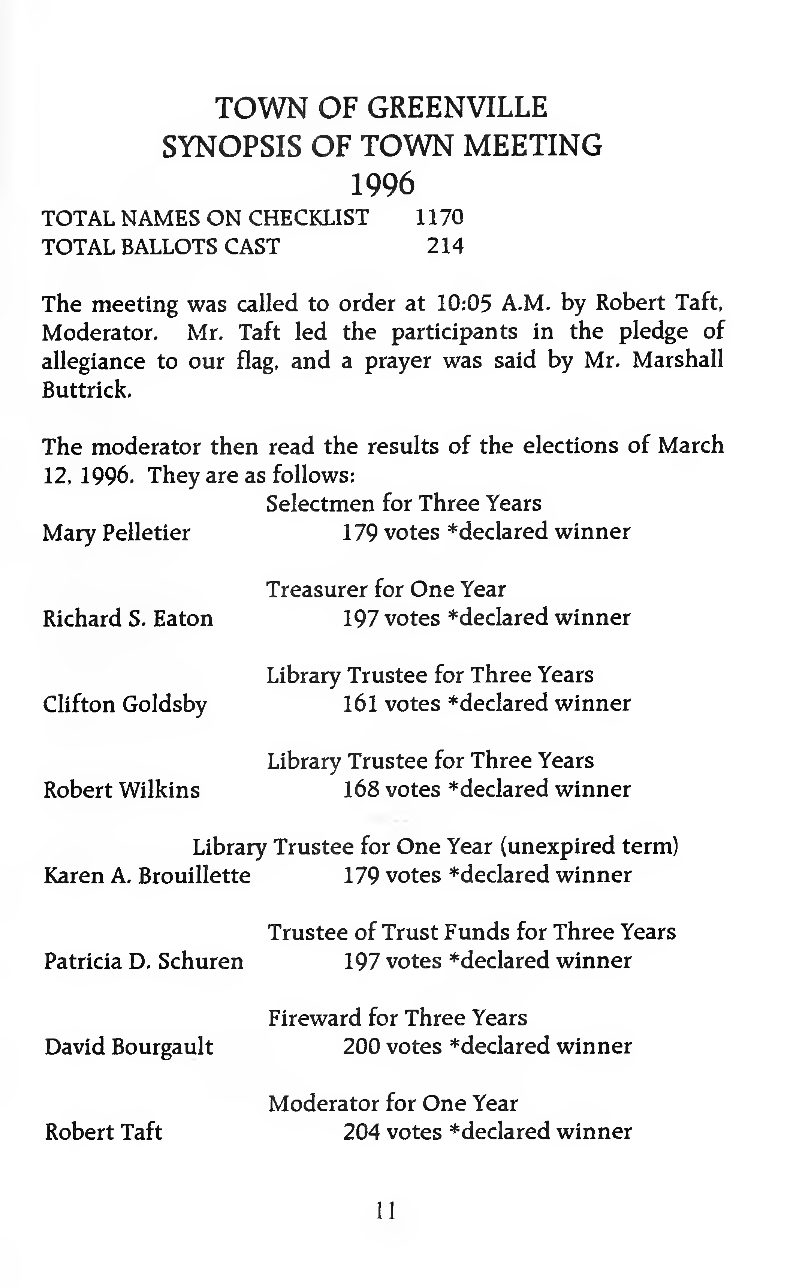 TOWN OF GREENVILLE
SYNOPSIS OF TOWN MEETING
1996
TOTAL NAMES ON CHECKLIST 1170
TOTAL BALLOTS CAST 214
The meeting was called to order at 10:05 A.M. by Robert Taft,
Moderator. Mr. Taft led the participants in the pledge of
allegiance to our flag, and a prayer was said by Mr. Marshall
Buttrick.
The moderator then read the results of the elections of March
12, 1996. They are as follows:
Selectmen for Three Years
Mary Pelletier 179 votes *declared winner
Treasurer for One Year
Richard S. Eaton 197 votes *declared winner
Library Trustee for Three Years
Clifton Goldsby 161 votes *declared winner
Library Trustee for Three Years
Robert Wilkins 168 votes *declared winner
Library Trustee for One Year (unexpired term)
Karen A. Brouillette 179 votes *declared winner
Trustee of Trust Funds for Three Years
Patricia D. Schuren 197 votes *declared winner
Fireward for Three Years
David Bourgault 200 votes *declared winner
Moderator for One Year
Robert Taft 204 votes *declared winner
11